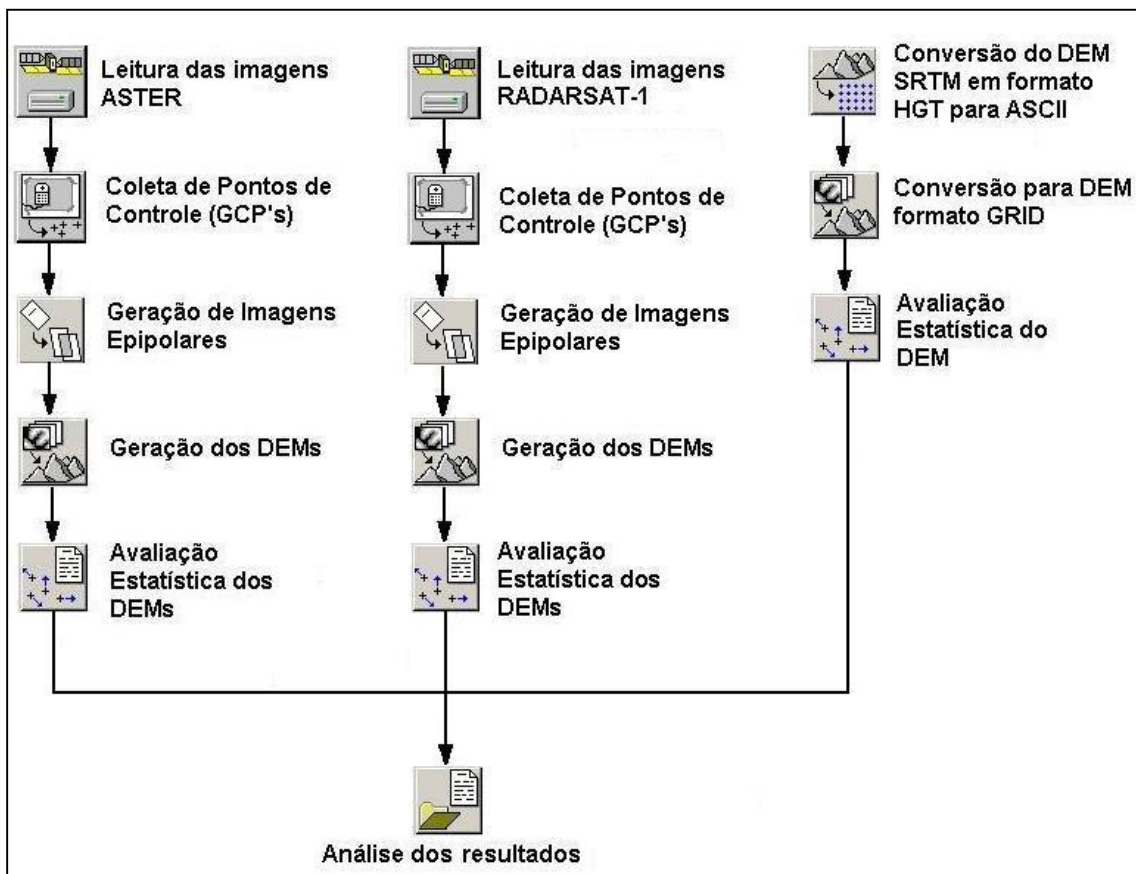 Leitura das imagens
ASTER
Coleta de Pontos de
Controle (GCP's)
Geração de Imagens
Epipolares
Geração dos DEMs
Avaliação
Estatística dos
DEMs
Leitura das imagens
RADARSAT-1
Coleta de Pontos de
Controle (GCP's)
Geração de Imagens
Epipolares
Geração dos DEMs
Avaliação
Estatística dos
DEMs
Conversão do DEM
SRTM em formato
HGT para ASCII
Conversão para DEM
formato GRID
Avaliação
Estatística do
DEM
Análise dos resultados